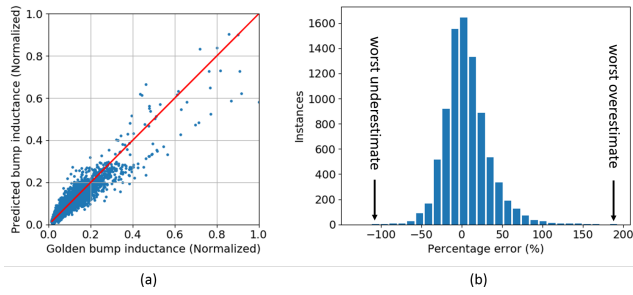 1.0
0.8
0.6
0.4
0.2
0.0
0.0 0.2 0.4 0.6 0.8 1.0
Predicted bump inductance (Normalized)
Golden bump inductance (Normalized)
(a)
1600
1400
1200
1000
800
600
400
200
0
−100 −50 0 50 100 150 200
Instances
worst underestimate
worst overestimate
Percentage error (%)
(b)